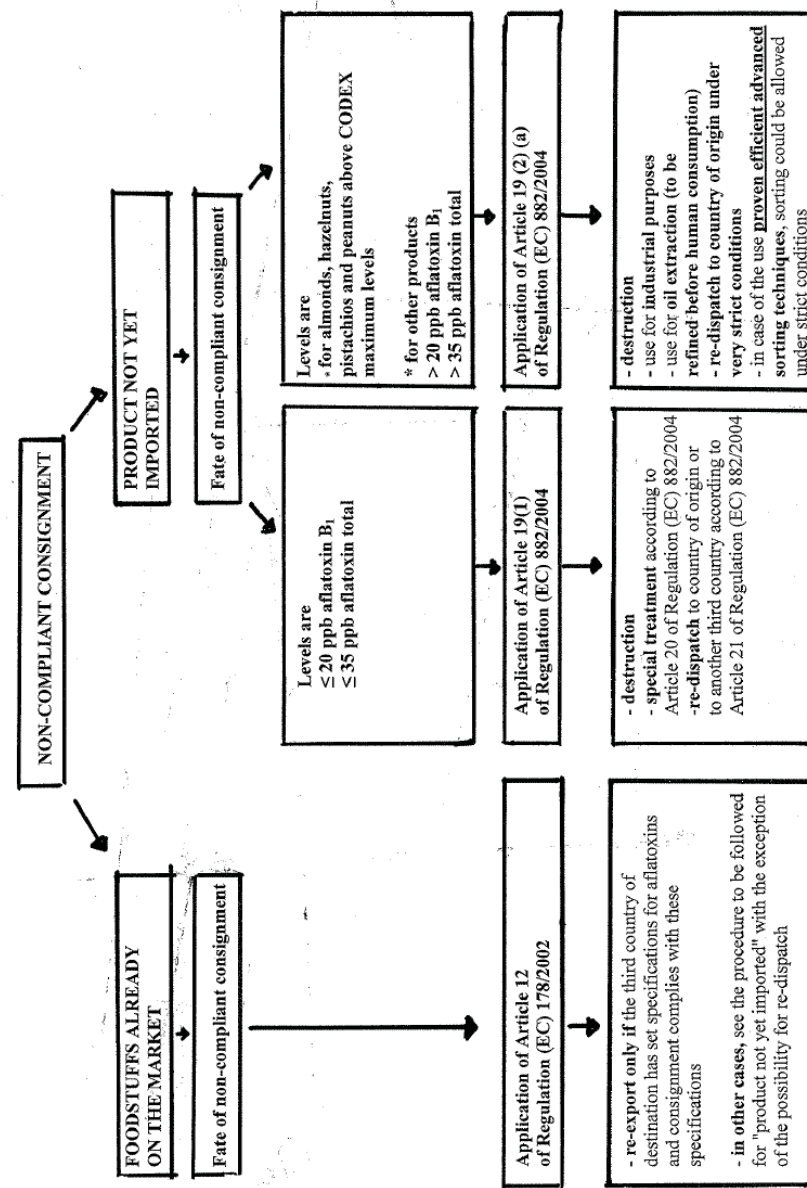 NON-COMPLIANT CONSIGNMENT
FOODSTUFFS ALREADY
ON THE MARKET
Fate of non-compliant consignment
Application of Article 12
of Regulation (EC) 178/2002
- re-export only if the third country of
destination has set specifications for aflatoxins
and consignment complies with these
specifications
- in other cases, see the procedure to be followed
for "product not yet imported" with the exception
of the possibility for re-dispatch
PRODUCT NOT YET
IMPORTED
Fate of non-compliant consignment
Levels are
≤ 20 ppb aflatoxin B1
≤ 35 ppb aflatoxin total
Application of Article 19(1)
of Regulation (EC) 882/2004
- destruction
- special treatment according to
Article 20 of Regulation (EC) 882/2004
-re-dispatch to country of origin or
to another third country according to
Article 21 of Regulation (EC) 882/2004
Levels are
* for almonds, hazelnuts,
pistachios and peanuts above CODEX
maximum levels
* for other products
> 20 ppb aflatoxin B1
> 35 ppb aflatoxin total
Application of Article 19 (2) (a)
of Regulation (EC) 882/2004
- destruction
- use for industrial purposes
- use for oil extraction (to be
refined before human consumption)
- re-dispatch to country of origin under
very strict conditions
- in case of the use proven efficient advanced
sorting techniques, sorting could be allowed
under strict conditions